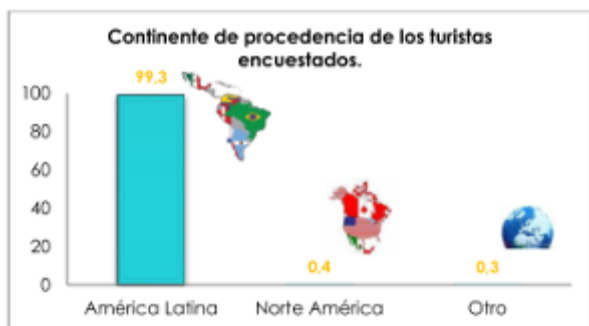 Continente de procedencia de los turistas
encuestados.
99,3
100
80
60
40
20
0
0,4
0,3
América Latina
Norte América
Otro